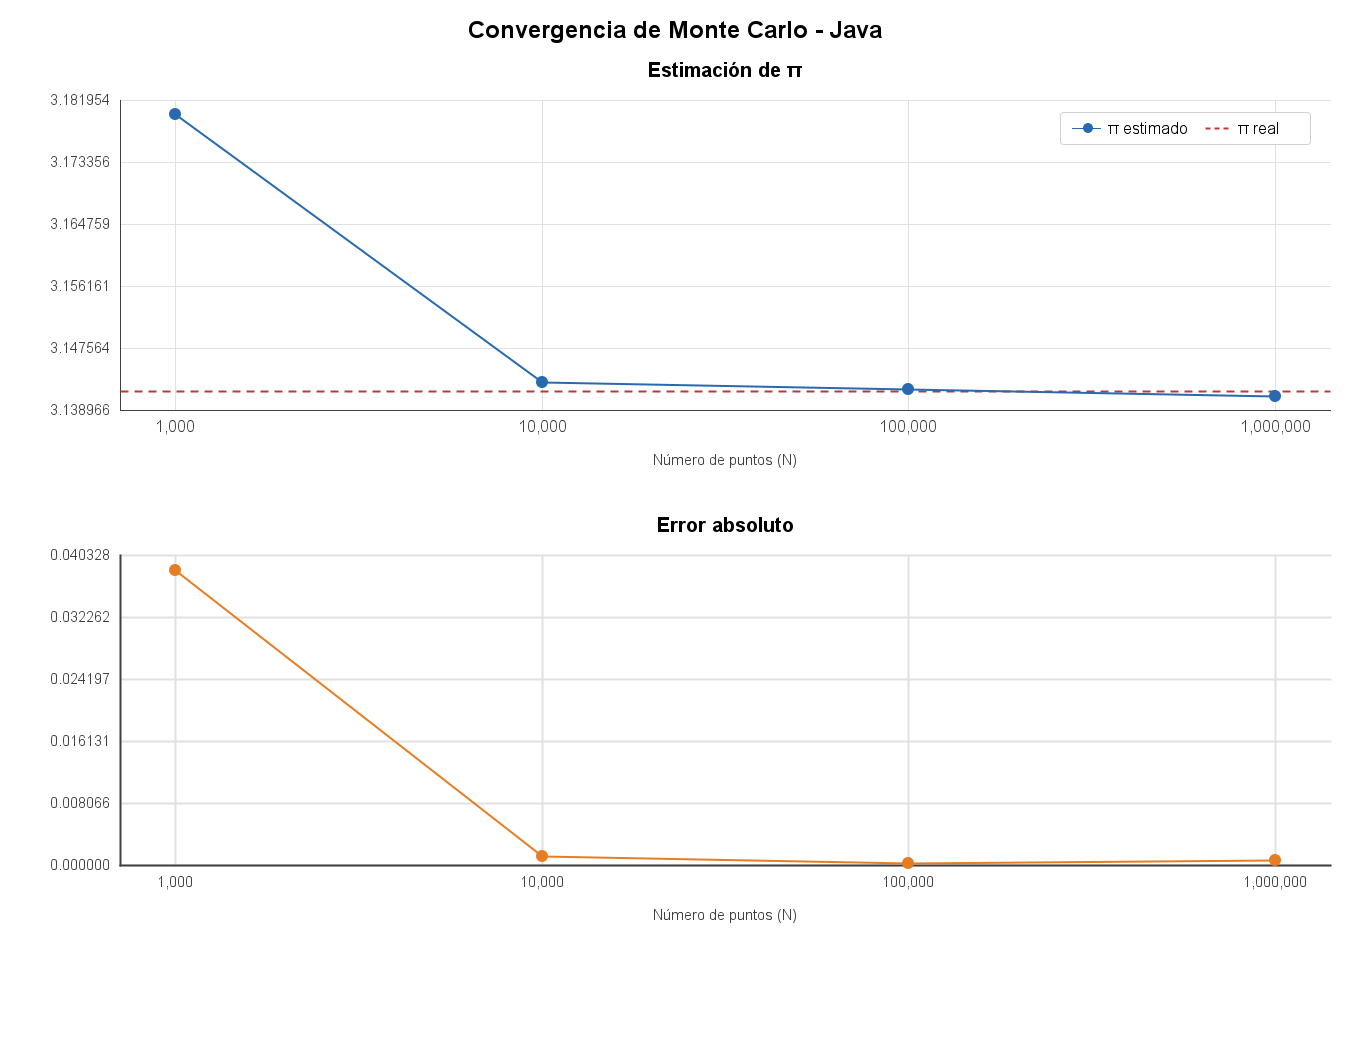 Convergencia de Monte Carlo - Java
Estimación de π
3.181954
3.173356
3.164759
3.156161
3.147564
3.138966
π estimado
π real
1,000
10,000
100,000
1,000,000
Número de puntos (N)
Error absoluto
0.040328
0.032262
0.024197
0.016131
0.008066
0.000000
1,000
10,000
100,000
1,000,000
Número de puntos (N)